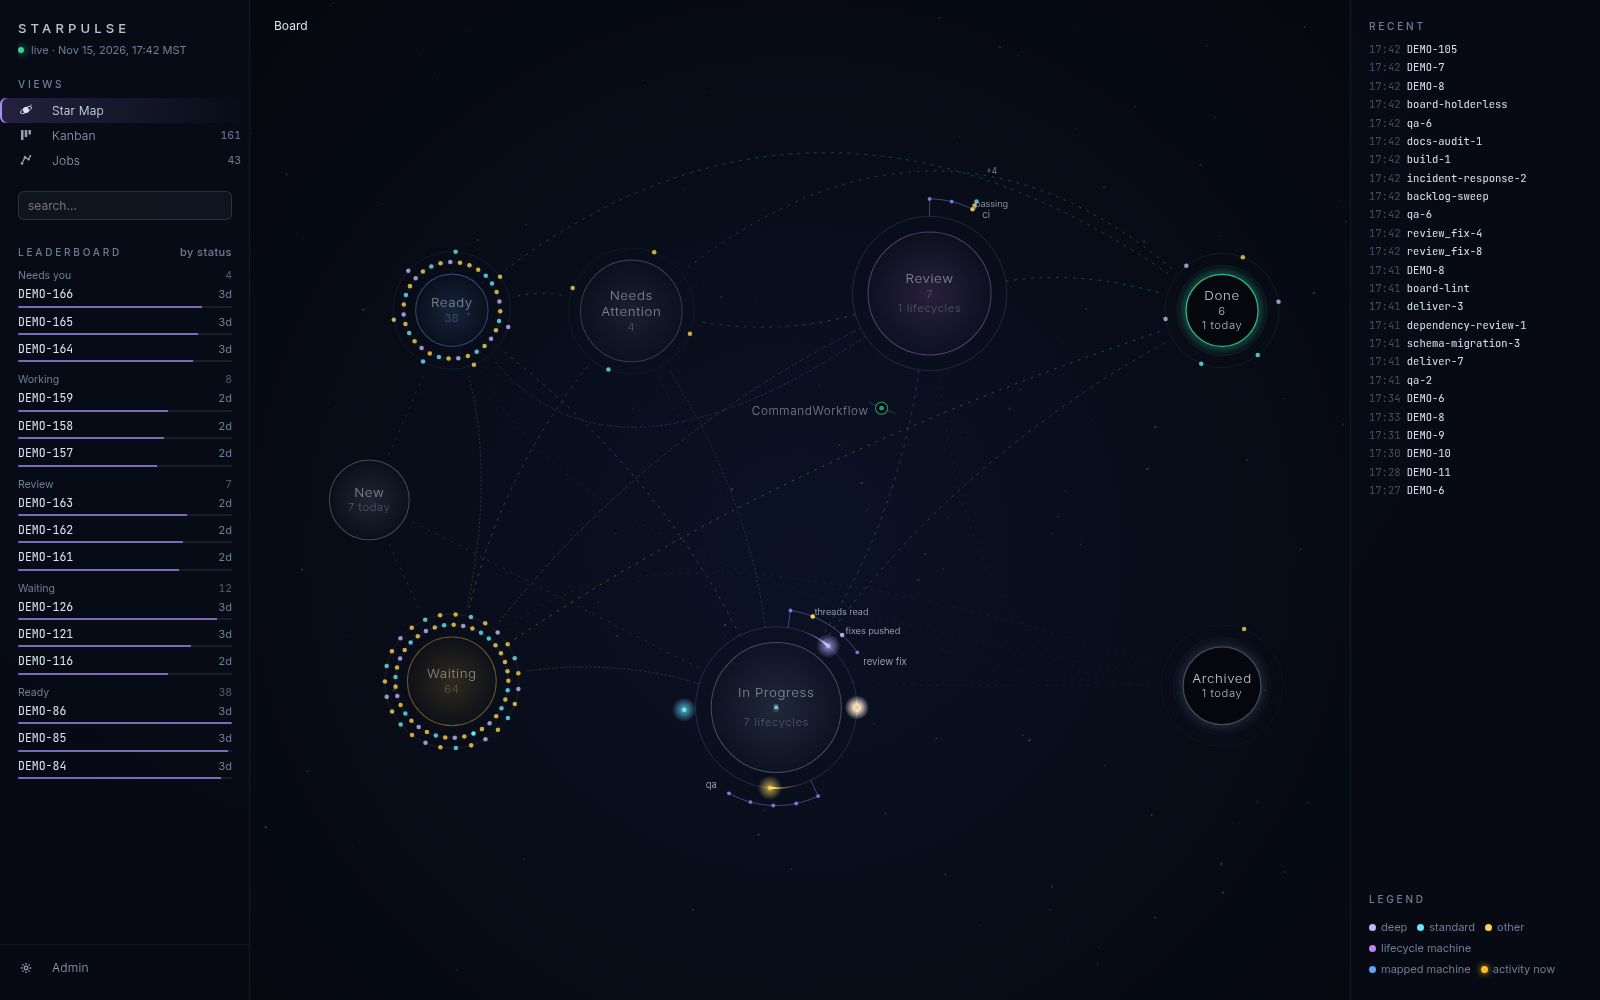 STARPULSE
live · Nov 15, 2026, 17:42 MST
VIEWS
Star Map
Kanban 161
Jobs 43
search...
LEADERBOARD by status
Needs you 4
DEMO-166 3d
DEMO-165 3d
DEMO-164 3d
Working 8
DEMO-159 2d
DEMO-158 2d
DEMO-157 2d
Review 7
DEMO-163 2d
DEMO-162 2d
DEMO-161 2d
Waiting 12
DEMO-126 3d
DEMO-121 3d
DEMO-116 2d
Ready 38
DEMO-86 3d
DEMO-85 3d
DEMO-84 3d
Admin
Board
+4
passing
ci
Review
7
1 lifecycles
Ready
38
Needs
Attention
4
Done
6
1 today
CommandWorkflow
New
7 today
threads read
fixes pushed
review fix
Waiting
64
In Progress
7 lifecycles
Archived
1 today
qa
RECENT
17:42 DEMO-105
17:42 DEMO-7
17:42 DEMO-8
17:42 board-holderless
17:42 qa-6
17:42 docs-audit-1
17:42 build-1
17:42 incident-response-2
17:42 backlog-sweep
17:42 qa-6
17:42 review_fix-4
17:42 review_fix-8
17:41 DEMO-8
17:41 board-lint
17:41 deliver-3
17:41 dependency-review-1
17:41 schema-migration-3
17:41 deliver-7
17:41 qa-2
17:34 DEMO-6
17:33 DEMO-8
17:31 DEMO-9
17:30 DEMO-10
17:28 DEMO-11
17:27 DEMO-6
LEGEND
deep standard other
lifecycle machine
mapped machine activity now